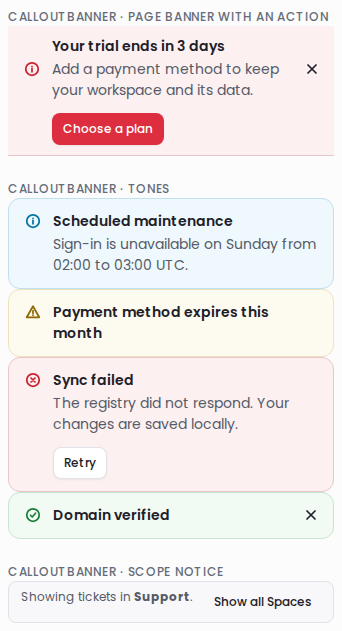 CALLOUTBANNER · PAGE BANNER WITH AN ACTION
Your trial ends in 3 days
Add a payment method to keep
your workspace and its data.
Choose a plan
CALLOUTBANNER · TONES
Scheduled maintenance
Sign-in is unavailable on Sunday from
02:00 to 03:00 UTC.
Payment method expires this
month
Sync failed
The registry did not respond. Your
changes are saved locally.
Retry
Domain verified
CALLOUTBANNER · SCOPE NOTICE
Showing tickets in Support.
Show all Spaces